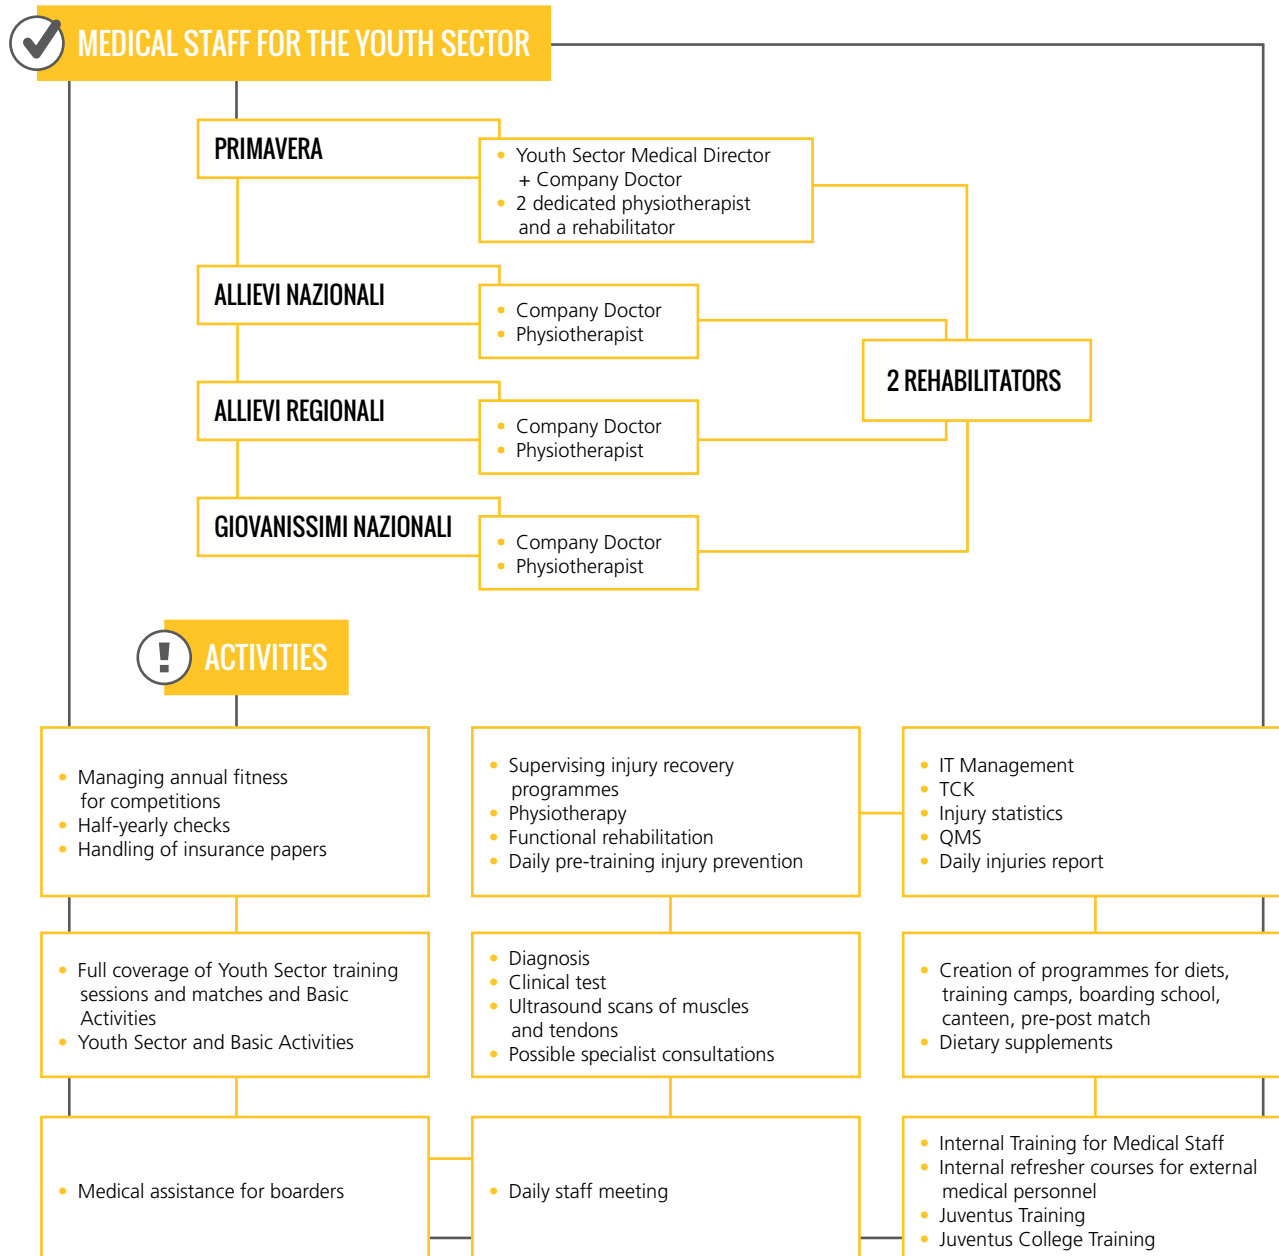 MEDICAL STAFF FOR THE YOUTH SECTOR
PRIMAVERA
• Youth Sector Medical Director
+ Company Doctor
• 2 dedicated physiotherapist
and a rehabilitator
ALLIEVI NAZIONALI
• Company Doctor
• Physiotherapist
2 REHABILITATORS
ALLIEVI REGIONALI
• Company Doctor
• Physiotherapist
GIOVANISSIMI NAZIONALI
• Company Doctor
• Physiotherapist
! ACTIVITIES
• Managing annual fitness
for competitions
• Half-yearly checks
• Handling of insurance papers
• Supervising injury recovery
programmes
• Physiotherapy
• Functional rehabilitation
• Daily pre-training injury prevention
• IT Management
• TCK
• Injury statistics
• QMS
• Daily injuries report
• Full coverage of Youth Sector training
sessions and matches and Basic
Activities
• Youth Sector and Basic Activities
• Diagnosis
• Clinical test
• Ultrasound scans of muscles
and tendons
• Possible specialist consultations
• Creation of programmes for diets,
training camps, boarding school,
canteen, pre-post match
• Dietary supplements
• Medical assistance for boarders
• Daily staff meeting
• Internal Training for Medical Staff
• Internal refresher courses for external
medical personnel
• Juventus Training
• Juventus College Training